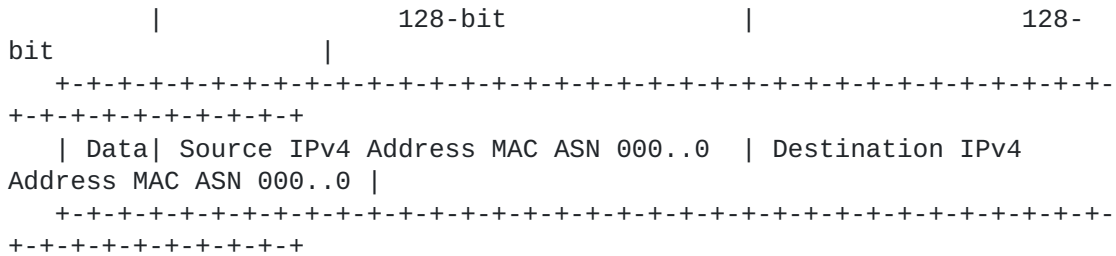 |               128-bit               |                 128-
bit               |
+-+-+-+-+-+-+-+-+-+-+-+-+-+-+-+-+-+-+-+-+-+-+-+-+-+-+-+-+-+-+-+-+-+-
+-+-+-+-+-+-+-+-+-+-+
| Data| Source IPv4 Address MAC ASN 000..0  | Destination IPv4
Address MAC ASN 000..0 |
+-+-+-+-+-+-+-+-+-+-+-+-+-+-+-+-+-+-+-+-+-+-+-+-+-+-+-+-+-+-+-+-+-+-
+-+-+-+-+-+-+-+-+-+-+